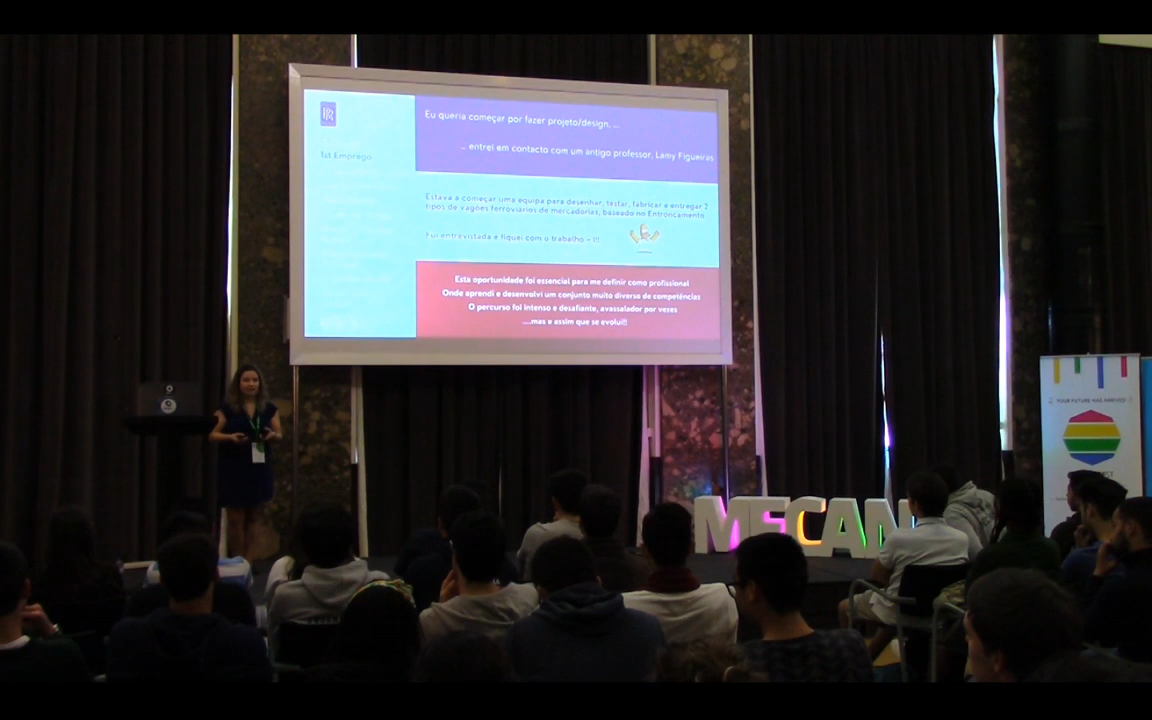 1st Emprego
Eu queria começar por fazer projeto/design, ...
... entrei em contacto com um antigo professor, Lamy Figueiras
Estava a começar uma equipa para desenhar, testar, fabricar e entregar 2
tipos de vagões ferroviários de mercadorias, baseado no Entroncamento
Fui entrevistada e fiquei com o trabalho – !!!
Esta oportunidade foi essencial para me definir como profissional
Onde aprendi e desenvolvi um conjunto muito diverso de competências
O percurso foi intenso e desafiante, avassalador por vezes
....mas e assim que se evolui!!
YOUR FUTURE HAS ARRIVED!
MECAN